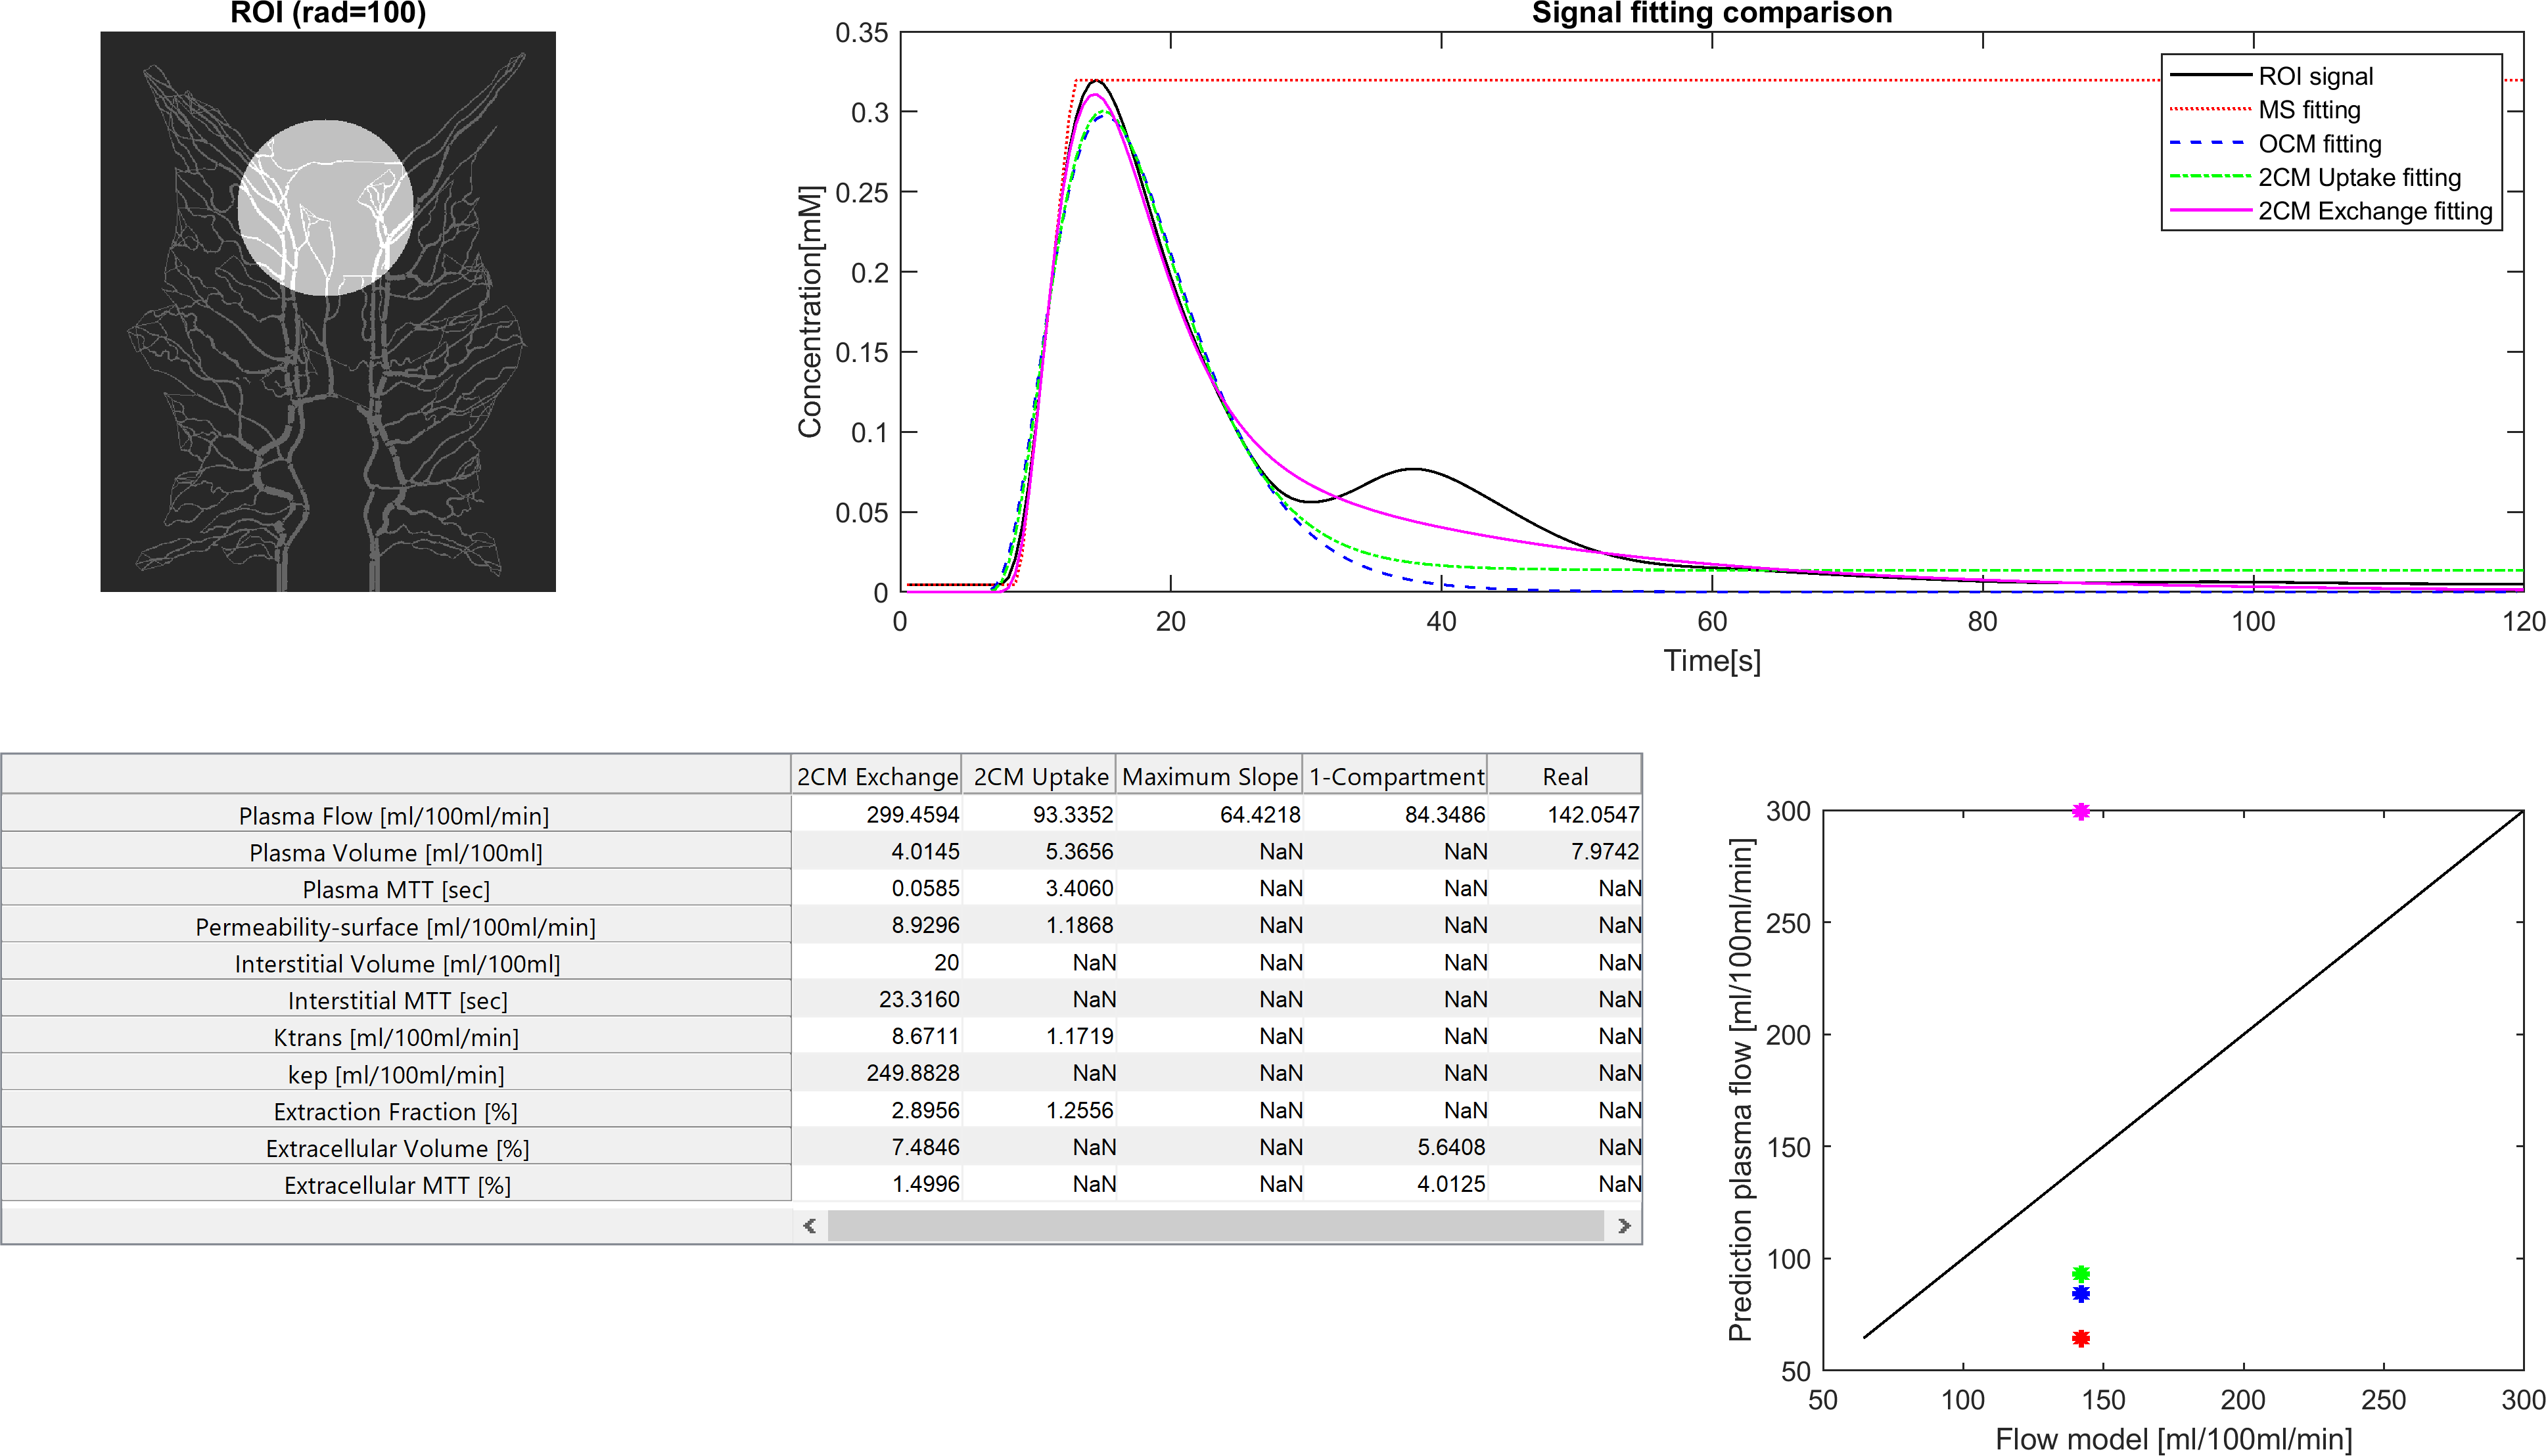 ROI (rad=100)
Signal fitting comparison
0.35
0.3
0.25
0.2
0.15
0.1
0.05
0
Concentration[mM]
0 20 40 60 80 100 120
Time[s]
ROI signal
MS fitting
OCM fitting
2CM Uptake fitting
2CM Exchange fitting
2CM Exchange 2CM Uptake Maximum Slope 1-Compartment Real
Plasma Flow [ml/100ml/min] 299.4594 93.3352 64.4218 84.3486 142.0547
Plasma Volume [ml/100ml] 4.0145 5.3656 NaN NaN 7.9742
Plasma MTT [sec] 0.0585 3.4060 NaN NaN NaN
Permeability-surface [ml/100ml/min] 8.9296 1.1868 NaN NaN NaN
Interstitial Volume [ml/100ml] 20 NaN NaN NaN NaN
Interstitial MTT [sec] 23.3160 NaN NaN NaN NaN
Ktrans [ml/100ml/min] 8.6711 1.1719 NaN NaN NaN
kep [ml/100ml/min] 249.8828 NaN NaN NaN NaN
Extraction Fraction [%] 2.8956 1.2556 NaN NaN NaN
Extracellular Volume [%] 7.4846 NaN NaN 5.6408 NaN
Extracellular MTT [%] 1.4996 NaN NaN 4.0125 NaN
300
250
200
150
100
50
Prediction plasma flow [ml/100ml/min]
50 100 150 200 250 300
Flow model [ml/100ml/min]